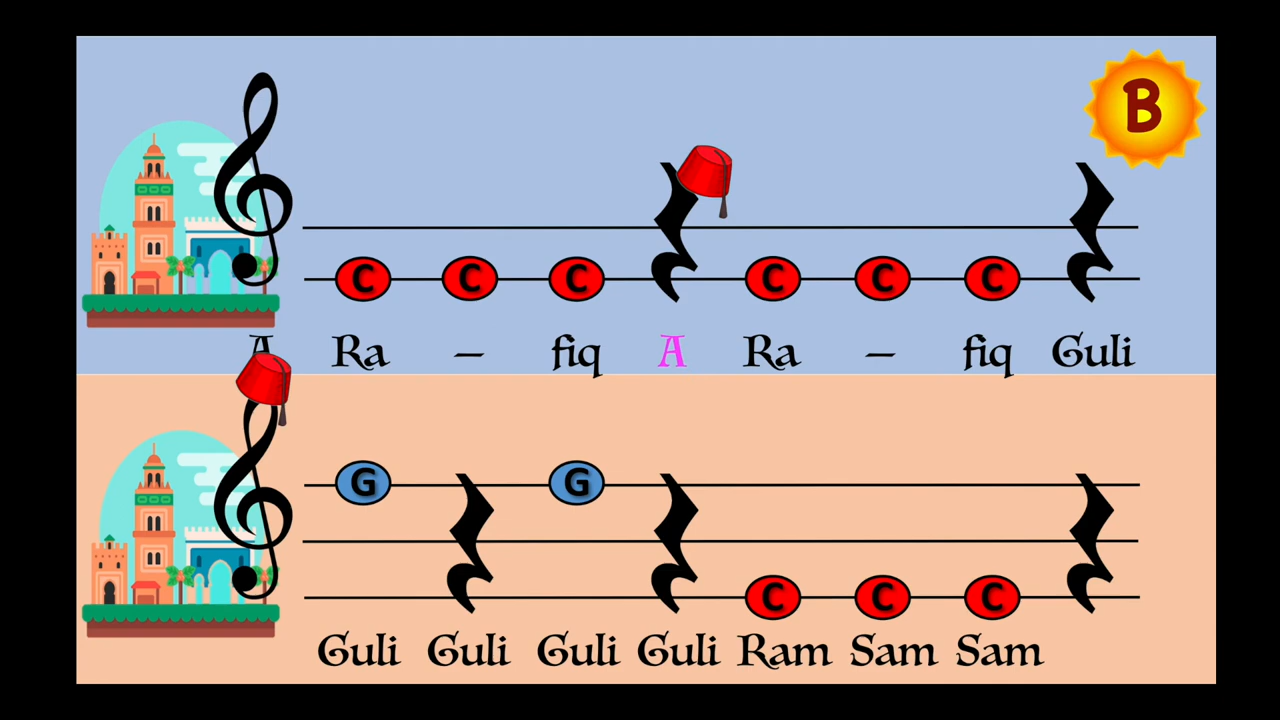 B
C C C C C C
A Ra – fiq A Ra – fiq Guli
G G
C C C
Guli Guli Guli Guli Ram Sam Sam